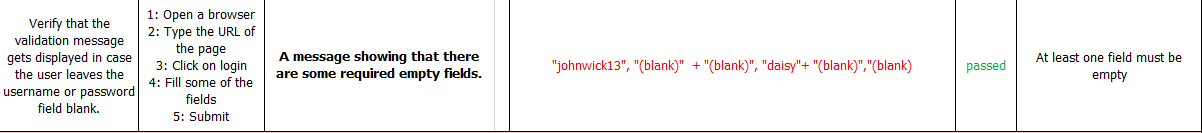 Verify that the
validation message
gets displayed in case
the user leaves the
username or password
field blank.
1: Open a browser
2: Type the URL of
the page
3: Click on login
4: Fill some of the
fields
5: Submit
A message showing that there
are some required empty fields.
"johnwick13", "(blank)"  + "(blank)", "daisy"+ "(blank)","(blank)
passed
At least one field must be
empty